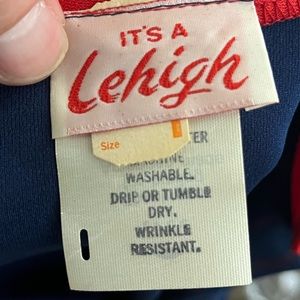 IT'S A
Lehigh
Size
WASHABLE.
DRIP OR TUMBLE
DRY.
WRINKLE
RESISTANT.